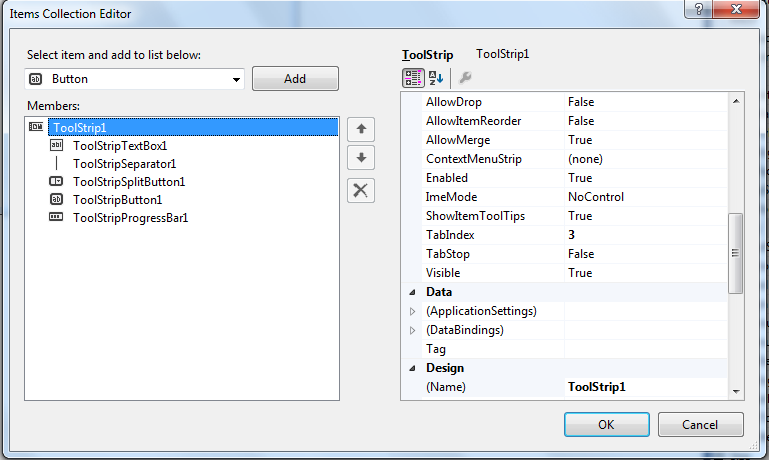 Items Collection Editor
Select item and add to list below:
Button
Add
Members:
ToolStrip1
ToolStripTextBox1
ToolStripSeparator1
ToolStripSplitButton1
ToolStripButton1
ToolStripProgressBar1
ToolStrip ToolStrip1
AllowDrop False
AllowItemReorder False
AllowMerge True
ContextMenuStrip (none)
Enabled True
ImeMode NoControl
ShowItemToolTips True
TabIndex 3
TabStop False
Visible True
Data
(ApplicationSettings)
(DataBindings)
Tag
Design
(Name) ToolStrip1
OK Cancel